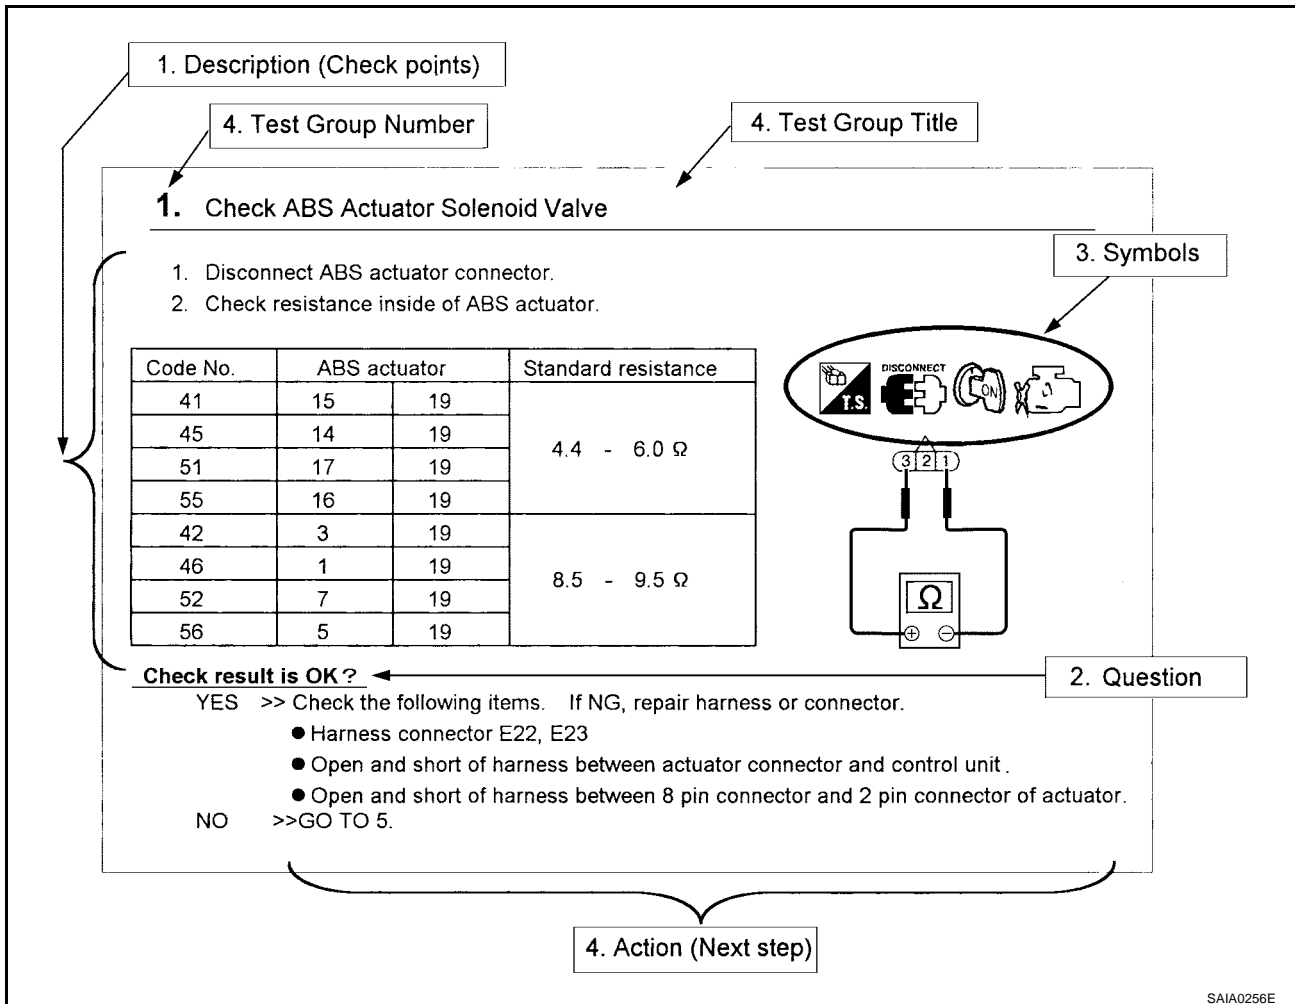 1. Description (Check points)
4. Test Group Number
4. Test Group Title
1. Check ABS Actuator Solenoid Valve
3. Symbols
1. Disconnect ABS actuator connector.
2. Check resistance inside of ABS actuator.
Code No. ABS actuator Standard resistance
41 15 19
45 14 19
51 17 19
55 16 19
4.4 - 6.0 Ω
42 3 19
46 1 19
52 7 19
56 5 19
8.5 - 9.5 Ω
T.S.
DISCONNECT
ON
3 2 1
Ω
⊕ ⊖
Check result is OK?
2. Question
YES >> Check the following items. If NG, repair harness or connector.
● Harness connector E22, E23
● Open and short of harness between actuator connector and control unit.
● Open and short of harness between 8 pin connector and 2 pin connector of actuator.
NO >>GO TO 5.
4. Action (Next step)
SAIA0256E